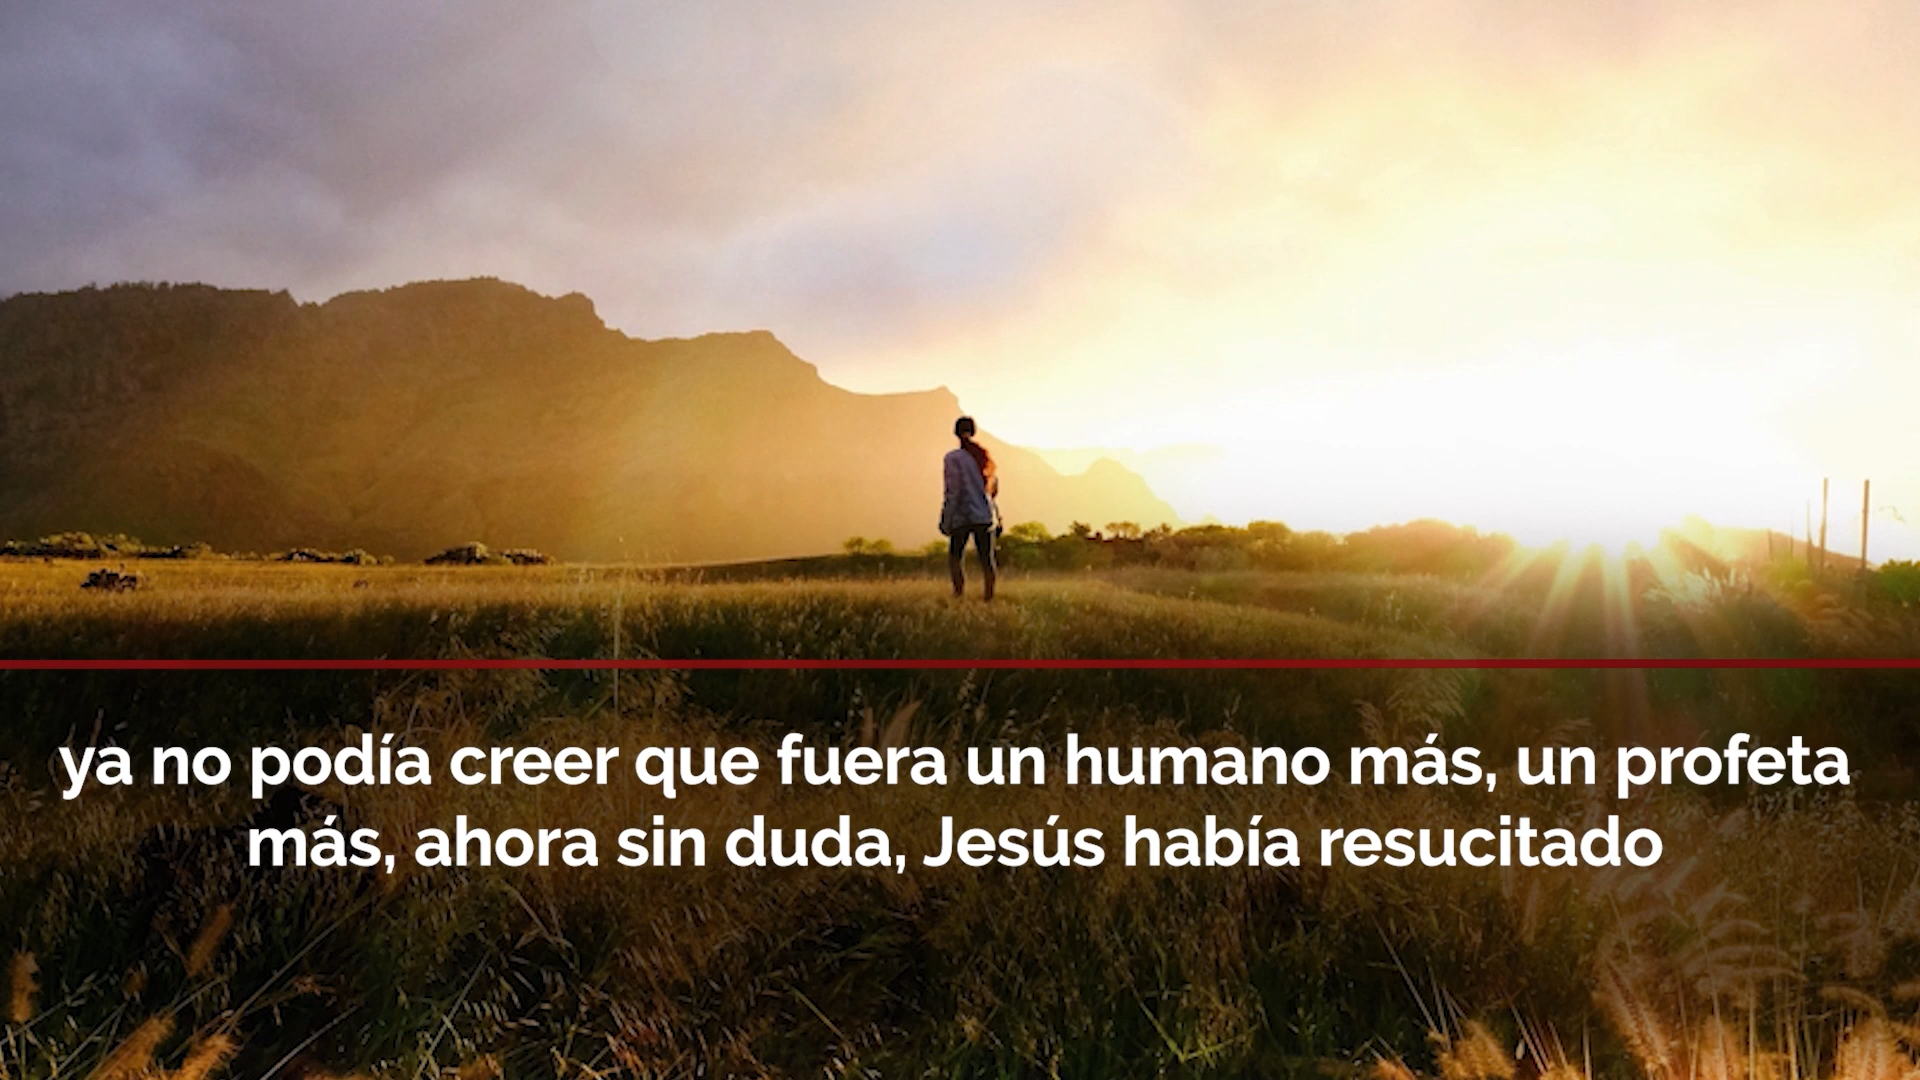 ya no podía creer que fuera un humano más, un profeta
más, ahora sin duda, Jesús había resucitado